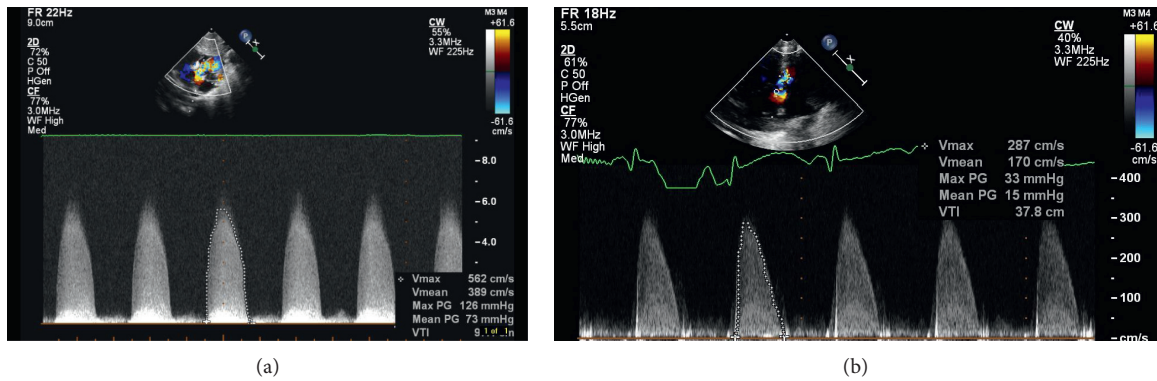 FR 22Hz
9.0cm
2D
72%
C 50
P Off
HGen
CF
77%
3.0MHz
WF High
Med
P
X
CW
55%
3.3MHz
WF 225Hz
M3 M4
+61.6
-61.6
cm/s
- 8.0
- 6.0
- 4.0
Vmax 562 cm/s
Vmean 389 cm/s
Max PG 126 mmHg
Mean PG 73 mmHg
VTI
1 of 1
(a)
FR 18Hz
5.5cm
2D
61%
C 50
P Off
HGen
CF
77%
3.0MHz
WF High
Med
P
X
CW
40%
3.3MHz
WF 225Hz
M3 M4
+61.6
-61.6
cm/s
Vmax 287 cm/s
Vmean 170 cm/s
Max PG 33 mmHg
Mean PG 15 mmHg
VTI 37.8 cm
- 400
- 300
- 200
- 100
- cm/s
(b)